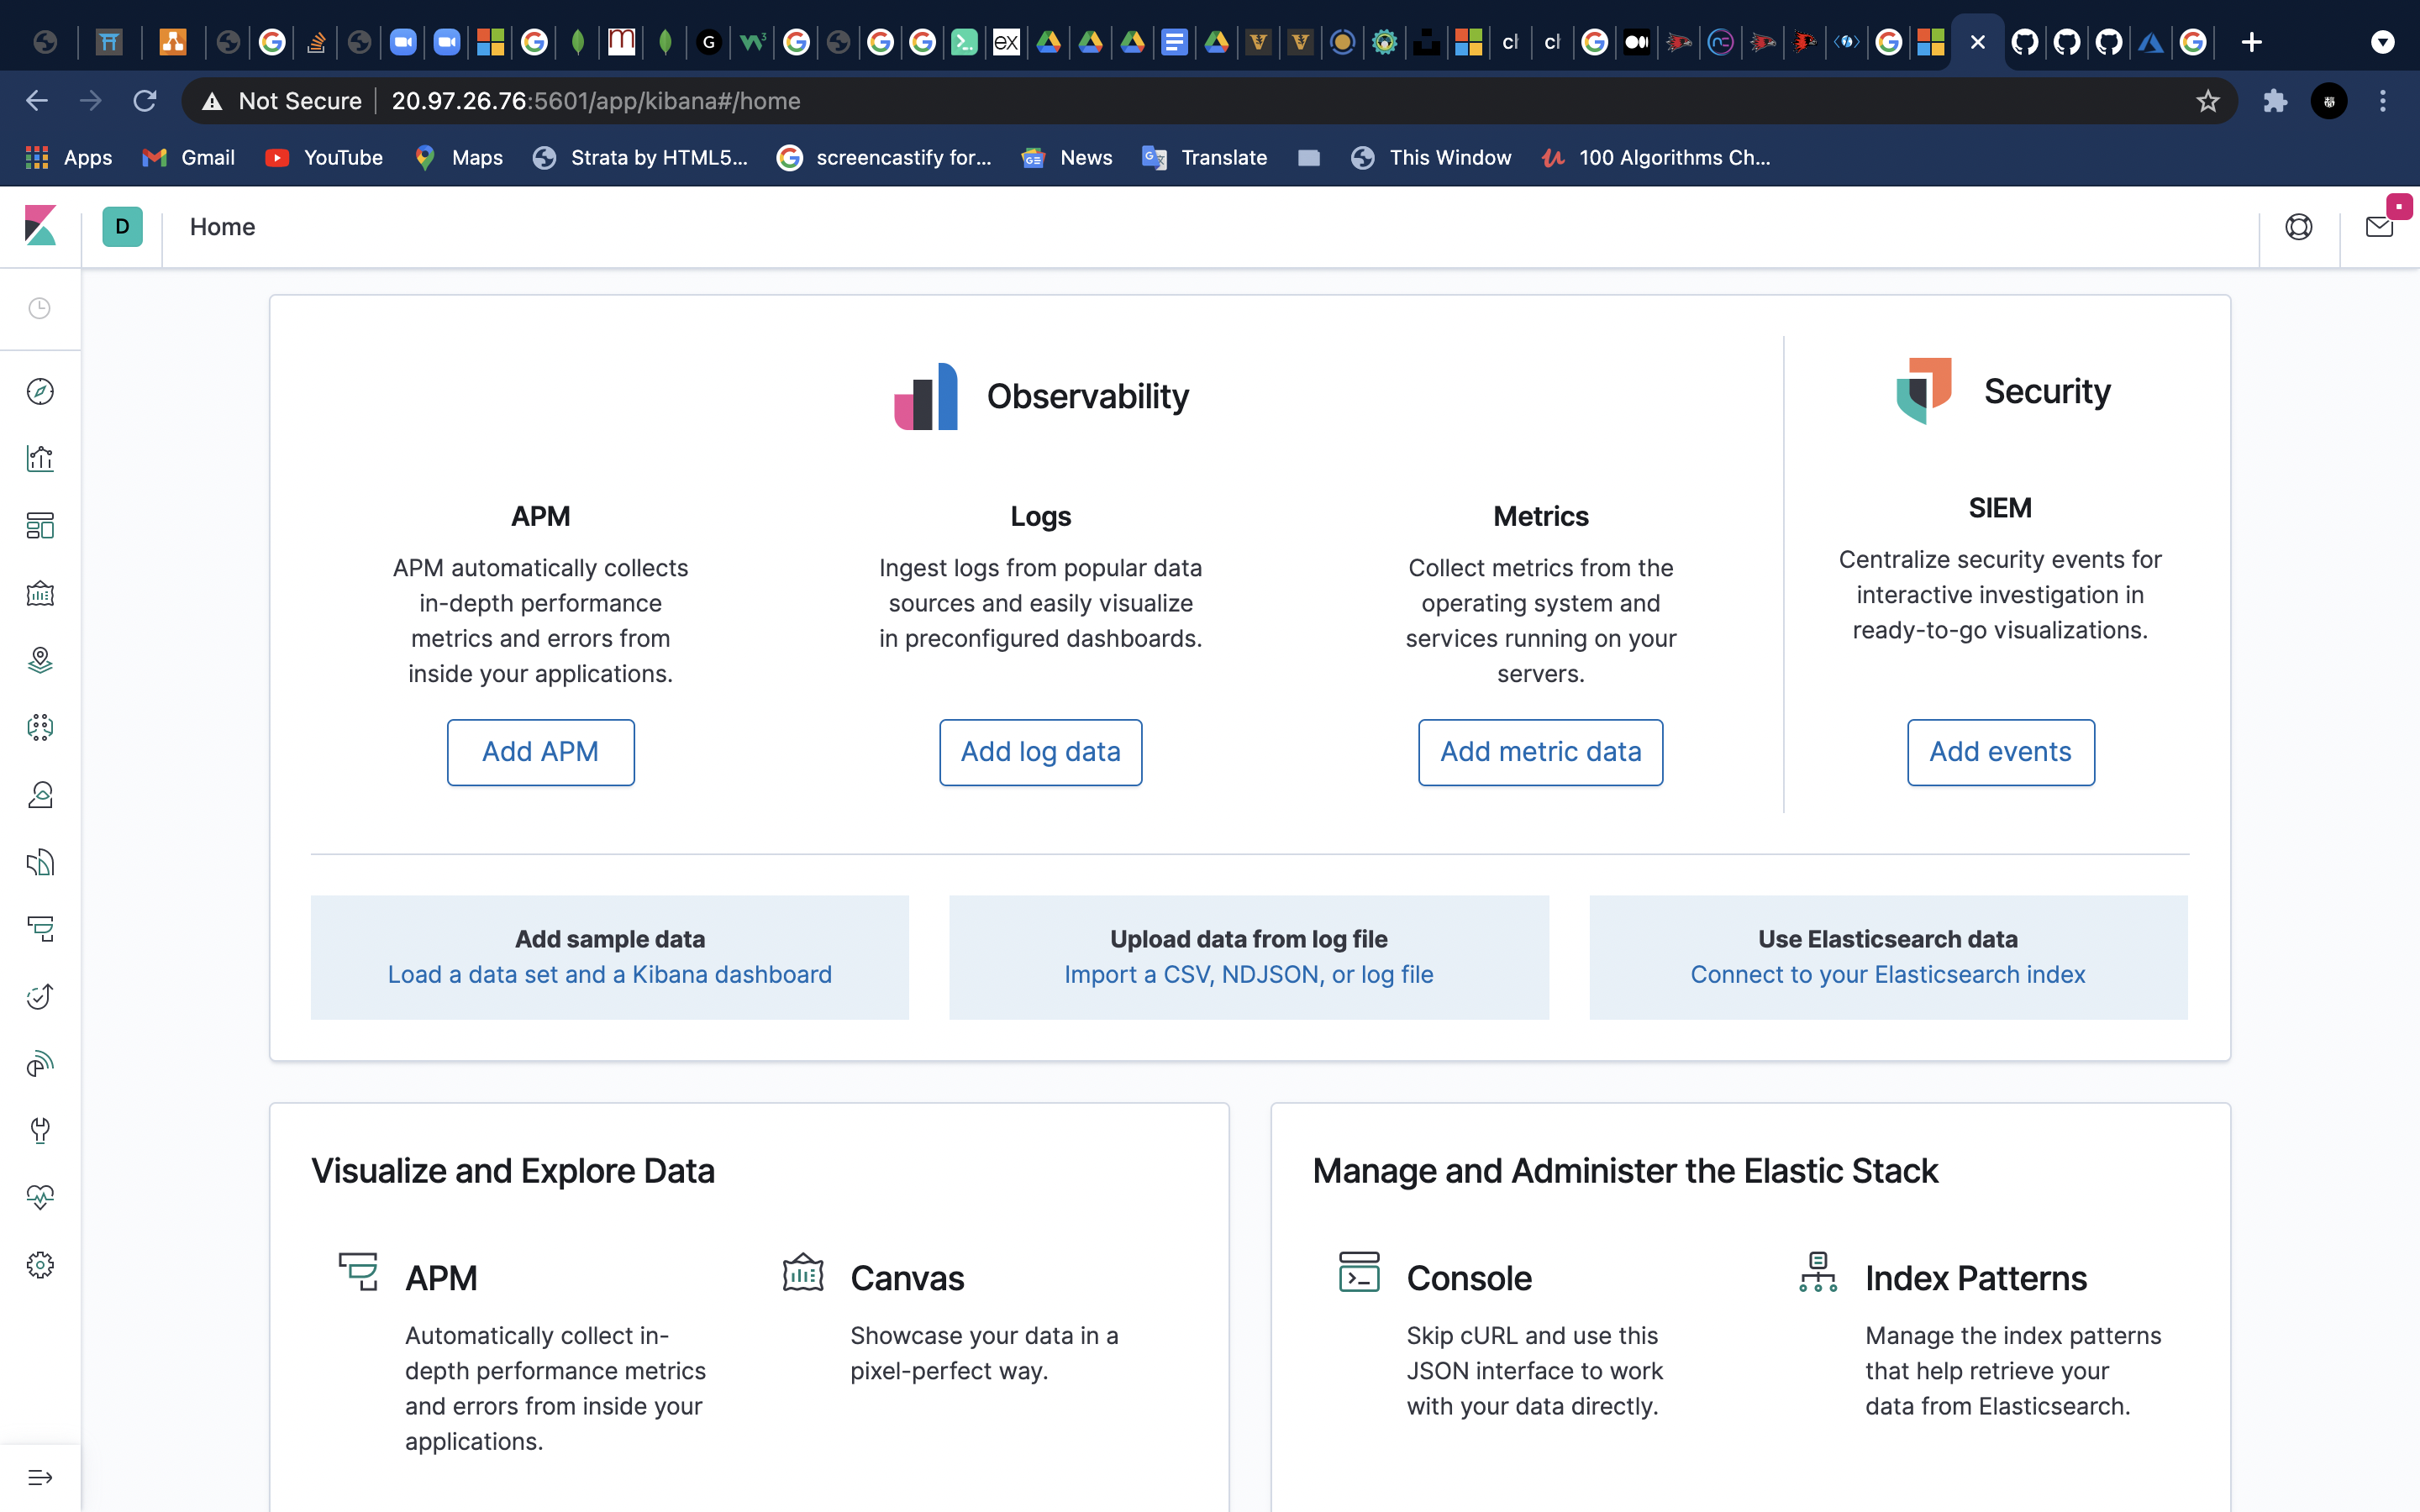 G
W3
ex
cl
cl
Not Secure 20.97.26.76:5601/app/kibana#/home
Apps Gmail YouTube Maps Strata by HTML5... screencastify for... News Translate This Window 100 Algorithms Ch...
D Home
Observability
Security
APM
APM automatically collects
in-depth performance
metrics and errors from
inside your applications.
Add APM
Logs
Ingest logs from popular data
sources and easily visualize
in preconfigured dashboards.
Add log data
Metrics
Collect metrics from the
operating system and
services running on your
servers.
Add metric data
SIEM
Centralize security events for
interactive investigation in
ready-to-go visualizations.
Add events
Add sample data
Load a data set and a Kibana dashboard
Upload data from log file
Import a CSV, NDJSON, or log file
Use Elasticsearch data
Connect to your Elasticsearch index
Visualize and Explore Data
APM
Automatically collect in-
depth performance metrics
and errors from inside your
applications.
Canvas
Showcase your data in a
pixel-perfect way.
Manage and Administer the Elastic Stack
Console
Skip cURL and use this
JSON interface to work
with your data directly.
Index Patterns
Manage the index patterns
that help retrieve your
data from Elasticsearch.